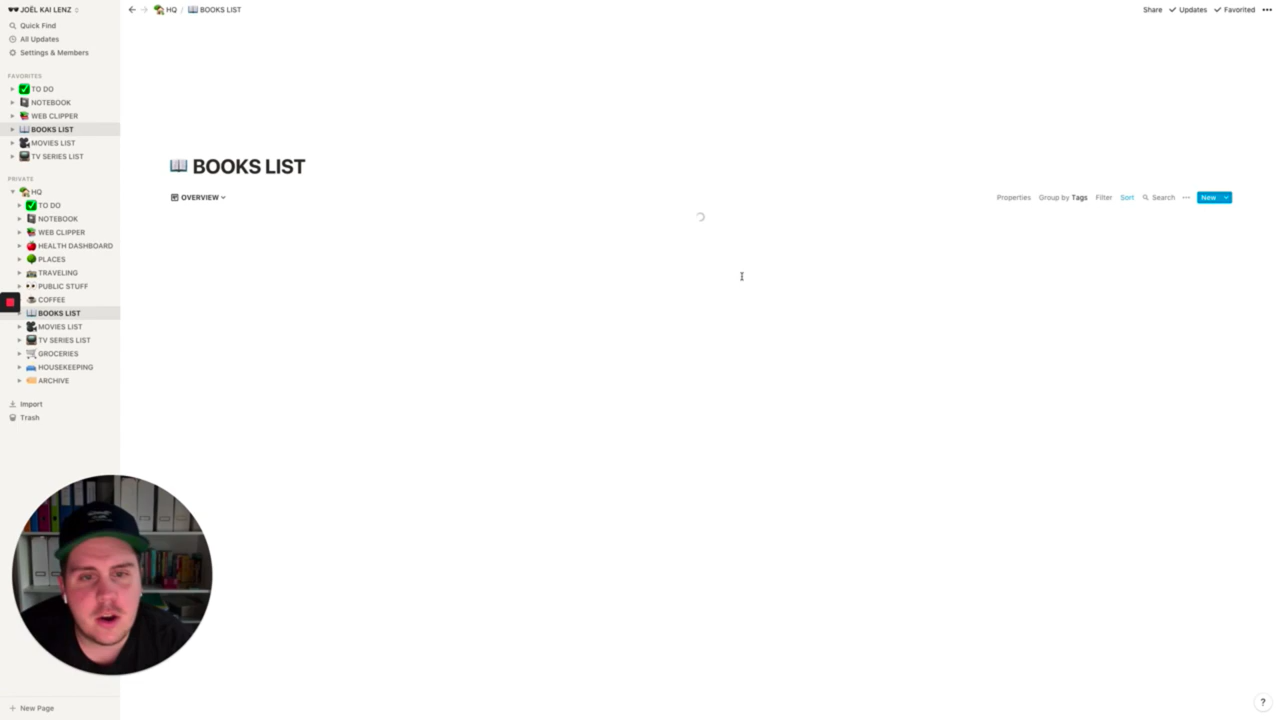 JOËL KAI LENZ
HQ / BOOKS LIST
Share Updates Favorited
Quick Find
All Updates
Settings & Members
FAVORITES
TO DO
NOTEBOOK
WEB CLIPPER
BOOKS LIST
MOVIES LIST
TV SERIES LIST
PRIVATE
HQ
TO DO
NOTEBOOK
WEB CLIPPER
HEALTH DASHBOARD
PLACES
TRAVELING
PUBLIC STUFF
COFFEE
BOOKS LIST
MOVIES LIST
TV SERIES LIST
GROCERIES
HOUSEKEEPING
ARCHIVE
Import
Trash
New Page
BOOKS LIST
OVERVIEW
Properties Group by Tags Filter Sort Search New
?